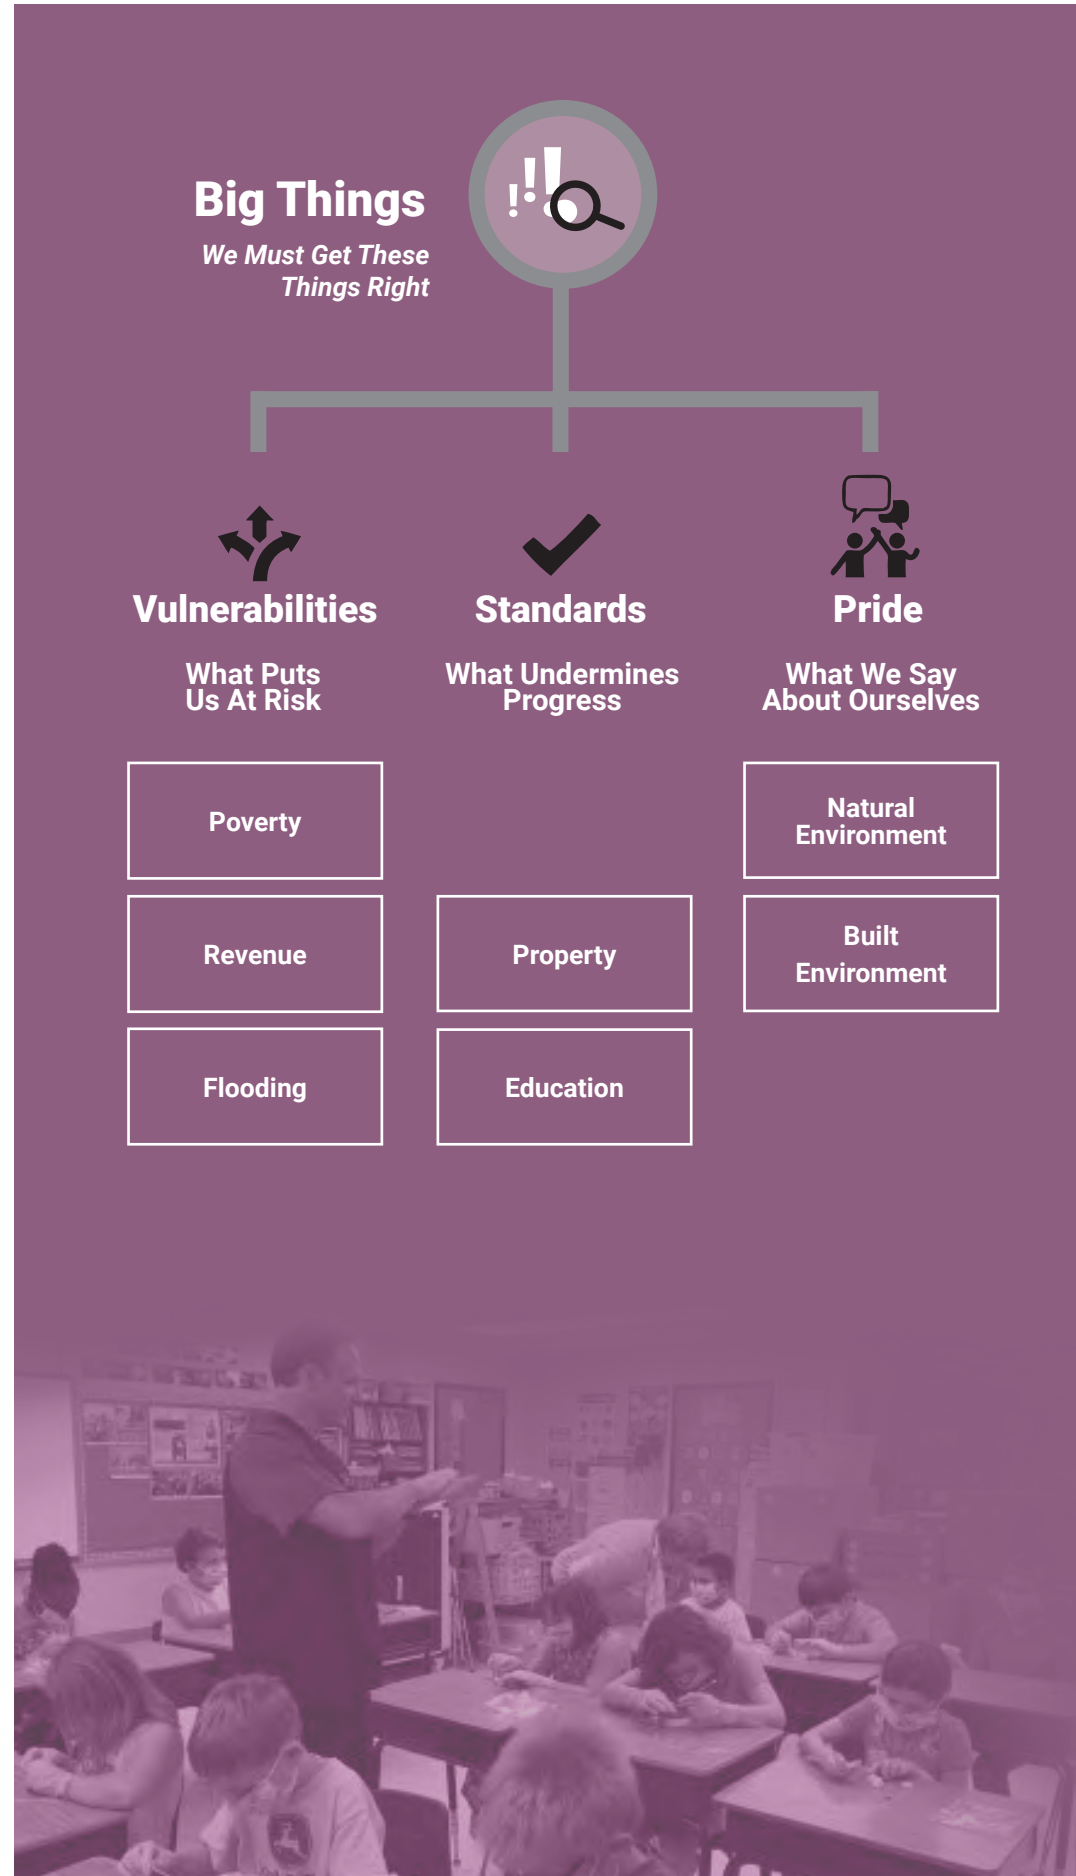 Big Things
We Must Get These
Things Right
Vulnerabilities
What Puts
Us At Risk
Poverty
Revenue
Flooding
Standards
What Undermines
Progress
Property
Education
Pride
What We Say
About Ourselves
Natural
Environment
Built
Environment